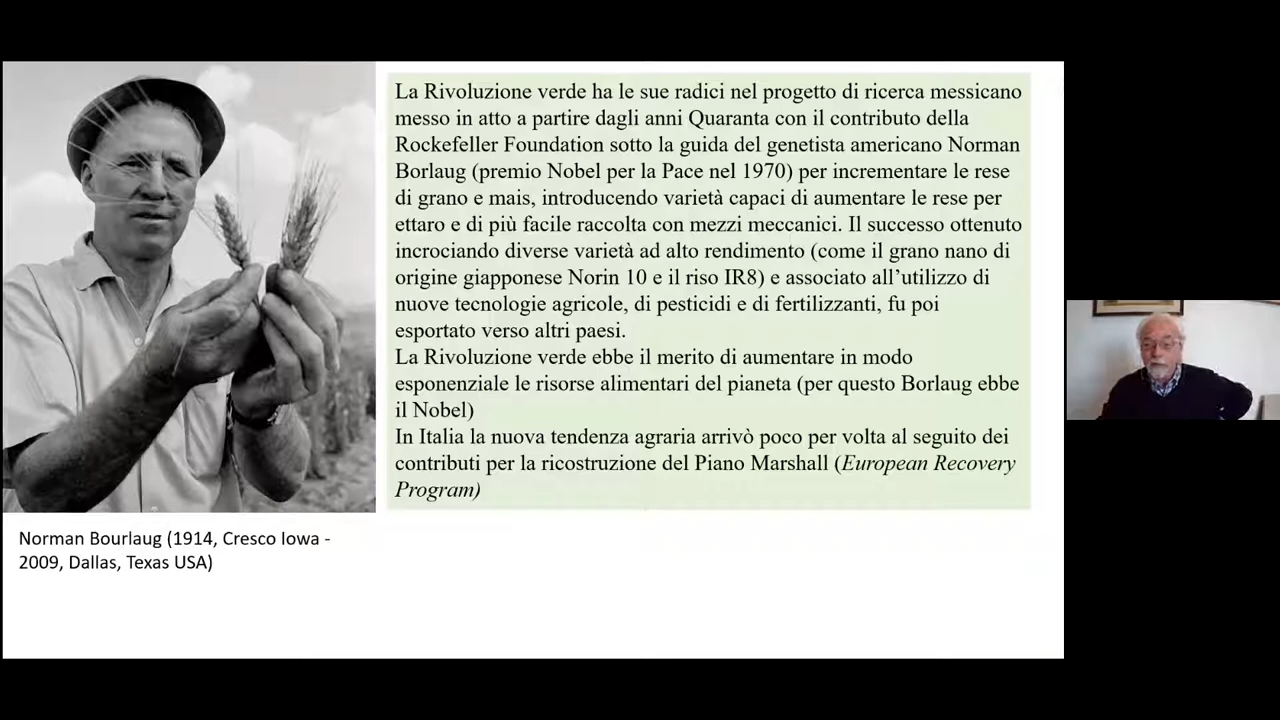 La Rivoluzione verde ha le sue radici nel progetto di ricerca messicano
messo in atto a partire dagli anni Quaranta con il contributo della
Rockefeller Foundation sotto la guida del genetista americano Norman
Borlaug (premio Nobel per la Pace nel 1970) per incrementare le rese
di grano e mais, introducendo varietà capaci di aumentare le rese per
ettaro e di più facile raccolta con mezzi meccanici. Il successo ottenuto
incrociando diverse varietà ad alto rendimento (come il grano nano di
origine giapponese Norin 10 e il riso IR8) e associato all’utilizzo di
nuove tecnologie agricole, di pesticidi e di fertilizzanti, fu poi
esportato verso altri paesi.
La Rivoluzione verde ebbe il merito di aumentare in modo
esponenziale le risorse alimentari del pianeta (per questo Borlaug ebbe
il Nobel)
In Italia la nuova tendenza agraria arrivò poco per volta al seguito dei
contributi per la ricostruzione del Piano Marshall (European Recovery
Program)
Norman Bourlaug (1914, Cresco Iowa -
2009, Dallas, Texas USA)